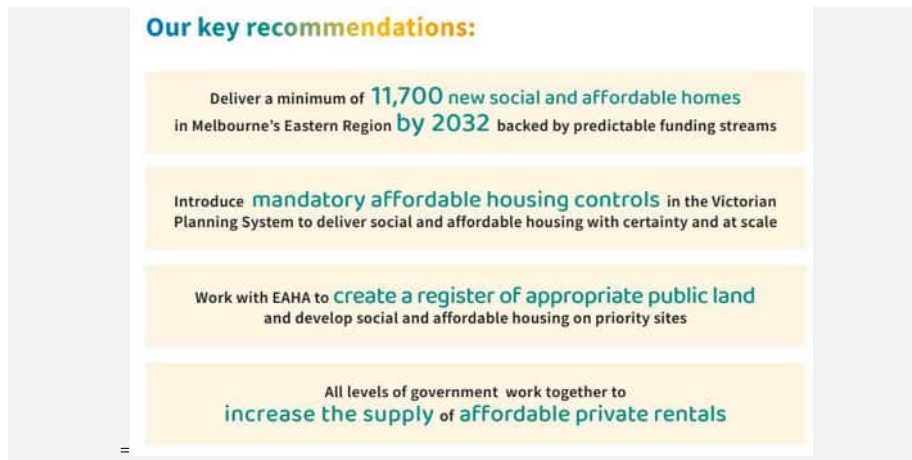 Our key recommendations:
Deliver a minimum of 11,700 new social and affordable homes
in Melbourne's Eastern Region by 2032 backed by predictable funding streams
Introduce mandatory affordable housing controls in the Victorian
Planning System to deliver social and affordable housing with certainty and at scale
Work with EAHA to create a register of appropriate public land
and develop social and affordable housing on priority sites
All levels of government work together to
increase the supply of affordable private rentals
=